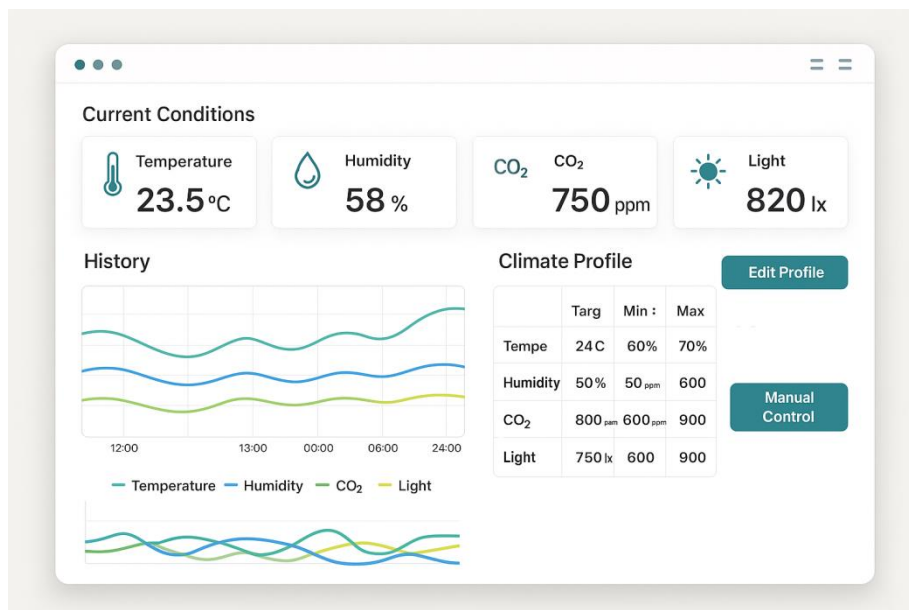 Current Conditions
Temperature
23.5 °C
Humidity
58 %
CO₂
CO₂
750 ppm
Light
820 lx
History
12:00 13:00 00:00 06:00 24:00
Temperature Humidity CO₂ Light
Climate Profile
Edit Profile
Targ Min : Max
Tempe 24 C 60% 70%
Humidity 50% 50 ppm 600
CO₂ 800 pam 600 ppm 900
Light 750 lx 600 900
Manual
Control